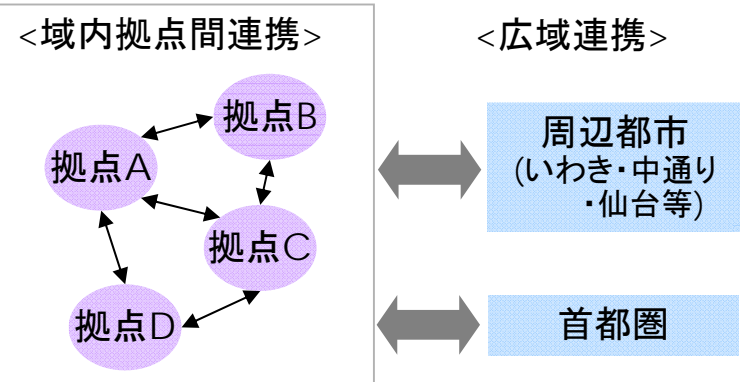 <域内拠点間連携>
<広域連携>
拠点B
拠点A
拠点C
拠点D
周辺都市
(いわき・中通り
・仙台等)
首都圏